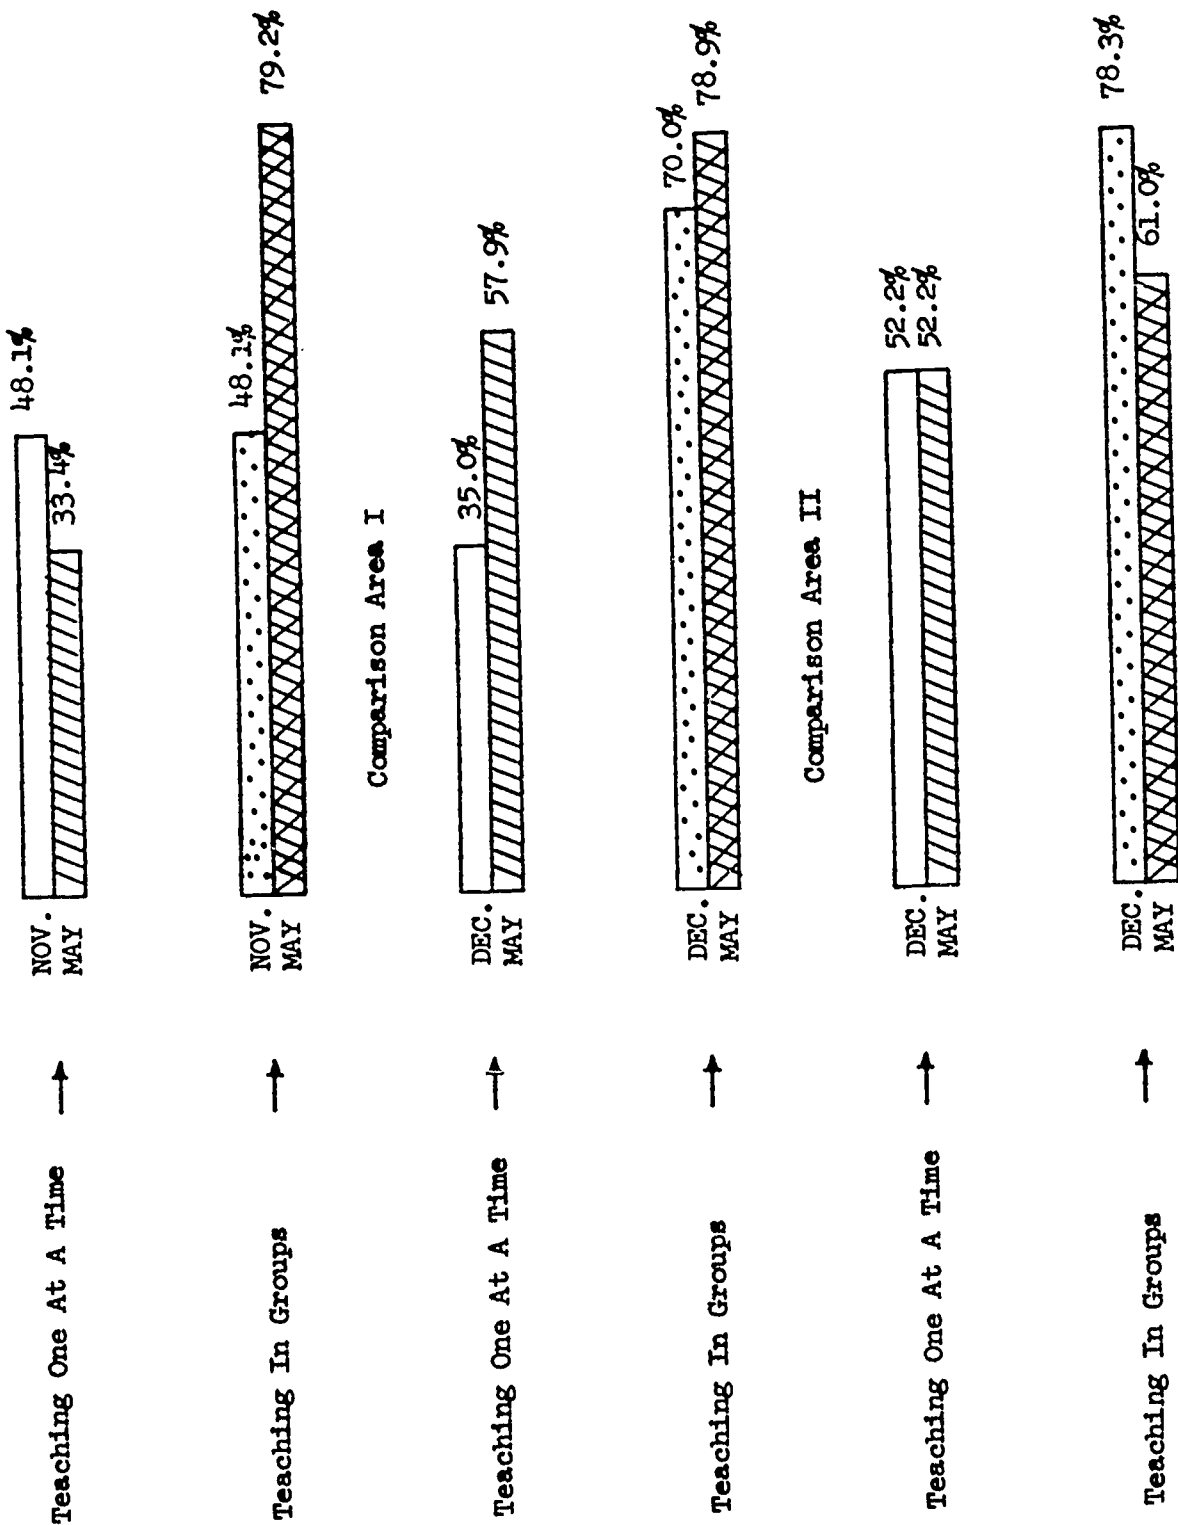 Teaching One At A Time → NOV. 48.1%
MAY 33.4%
Teaching In Groups → NOV. 48.1%
MAY 79.2%
Comparison Area I
Teaching One At A Time → DEC. 35.0%
MAY 57.9%
Teaching In Groups → DEC. 70.0%
MAY 78.9%
Comparison Area II
Teaching One At A Time → DEC. 52.2%
MAY 52.2%
Teaching In Groups → DEC. 78.3%
MAY 61.0%